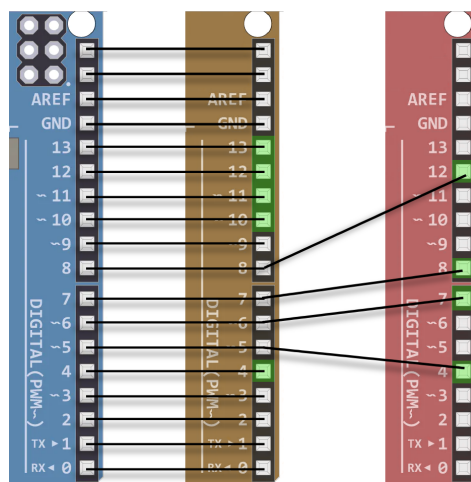 AREF
GND
13
12
~11
~10
~9
8
7
~6
~5
4
~3
2
TX ▸ 1
RX ◂ 0
DIGITAL(PWM~)
AREF
GND
13
12
~11
~10
~9
8
7
~6
~5
4
~3
2
TX ▸ 1
RX ◂ 0
DIGITAL(PWM~)
AREF
GND
13
12
~11
~10
~9
8
7
~6
~5
4
~3
2
TX ▸ 1
RX ◂ 0
DIGITAL(PWM~)